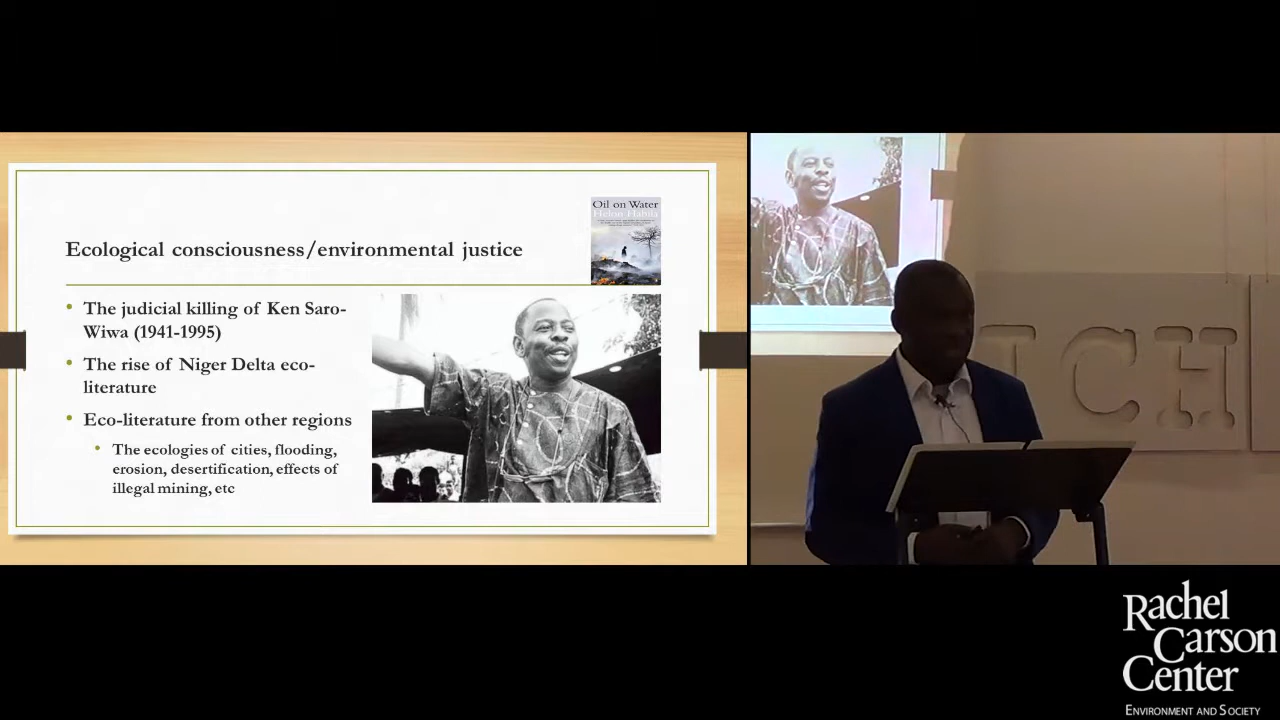 Oil on Water
Helon Habila
Ecological consciousness/environmental justice
• The judicial killing of Ken Saro-
Wiwa (1941-1995)
• The rise of Niger Delta eco-
literature
• Eco-literature from other regions
• The ecologies of cities, flooding,
erosion, desertification, effects of
illegal mining, etc
ICH
Rachel
Carson
Center
ENVIRONMENT AND SOCIETY